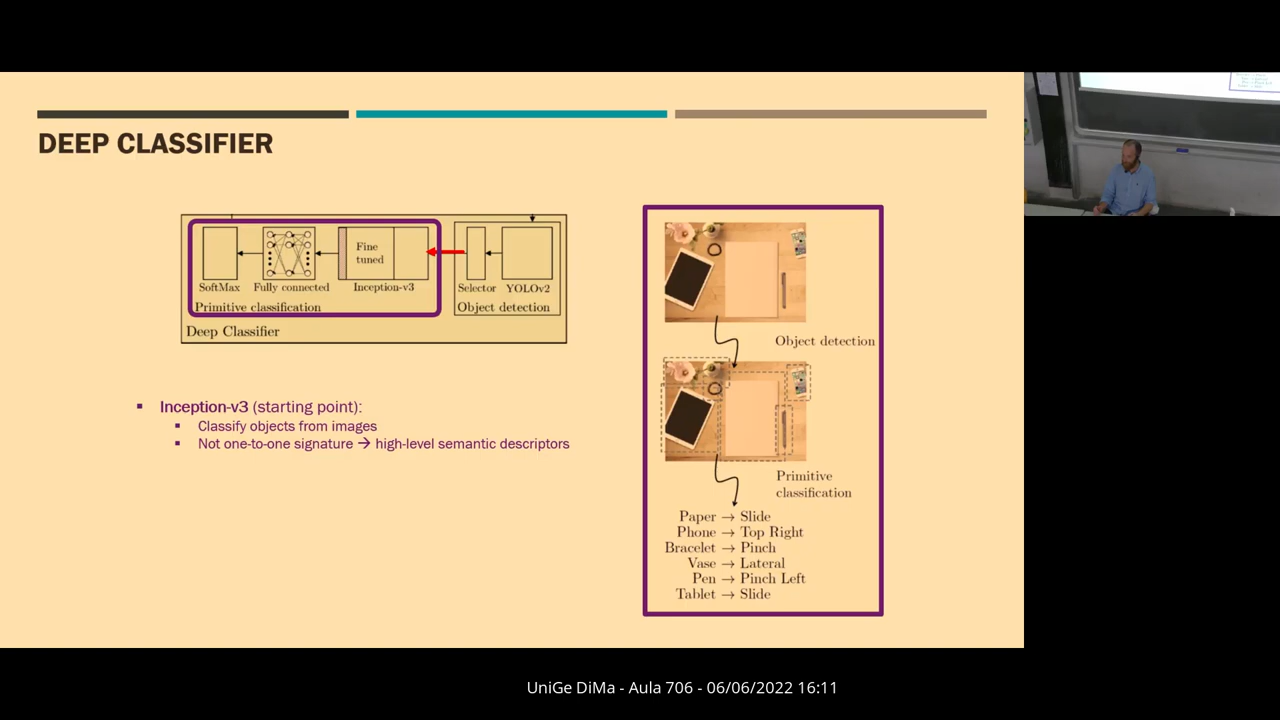 DEEP CLASSIFIER
Fine
tuned
SoftMax
Fully connected
Inception-v3
Selector
YOLOv2
Primitive classification
Object detection
Deep Classifier
▪ Inception-v3 (starting point):
▪ Classify objects from images
▪ Not one-to-one signature → high-level semantic descriptors
Object detection
Primitive
classification
Paper → Slide
Phone → Top Right
Bracelet → Pinch
Vase → Lateral
Pen → Pinch Left
Tablet → Slide
UniGe DiMa - Aula 706 - 06/06/2022 16:11